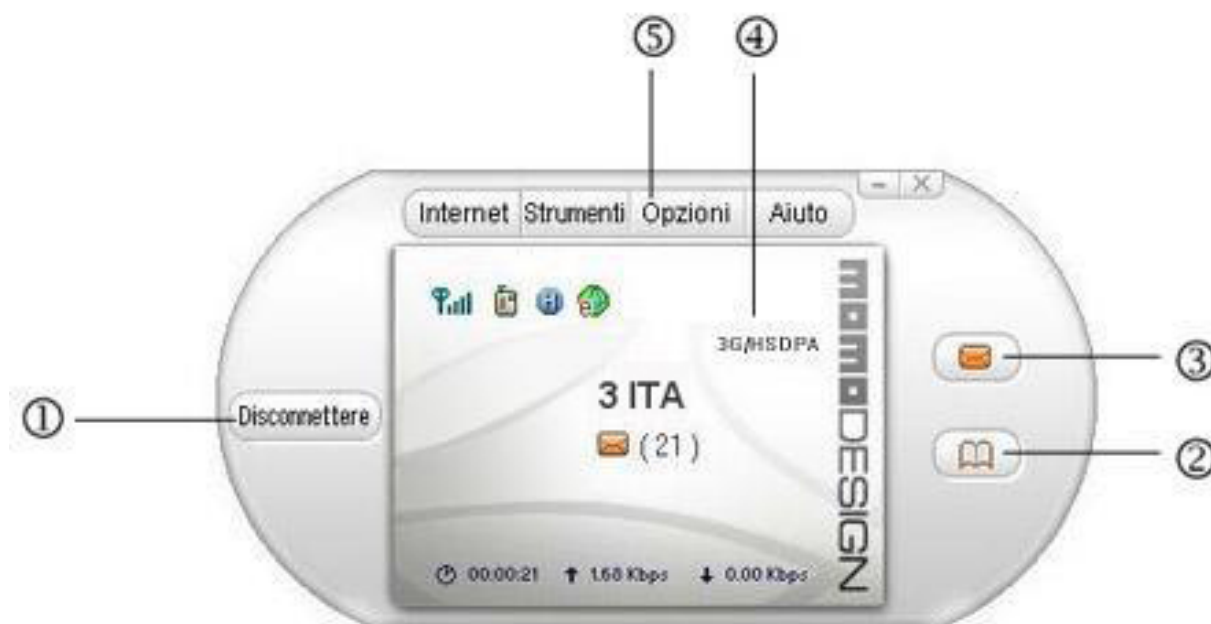 ⑤ ④
Internet Strumenti Opzioni Aiuto
3G/HSDPA
③
3 ITA
① Disconnettere
( 21 )
②
00:00:21 1.68 Kbps 0.00 Kbps
momoDESIGN